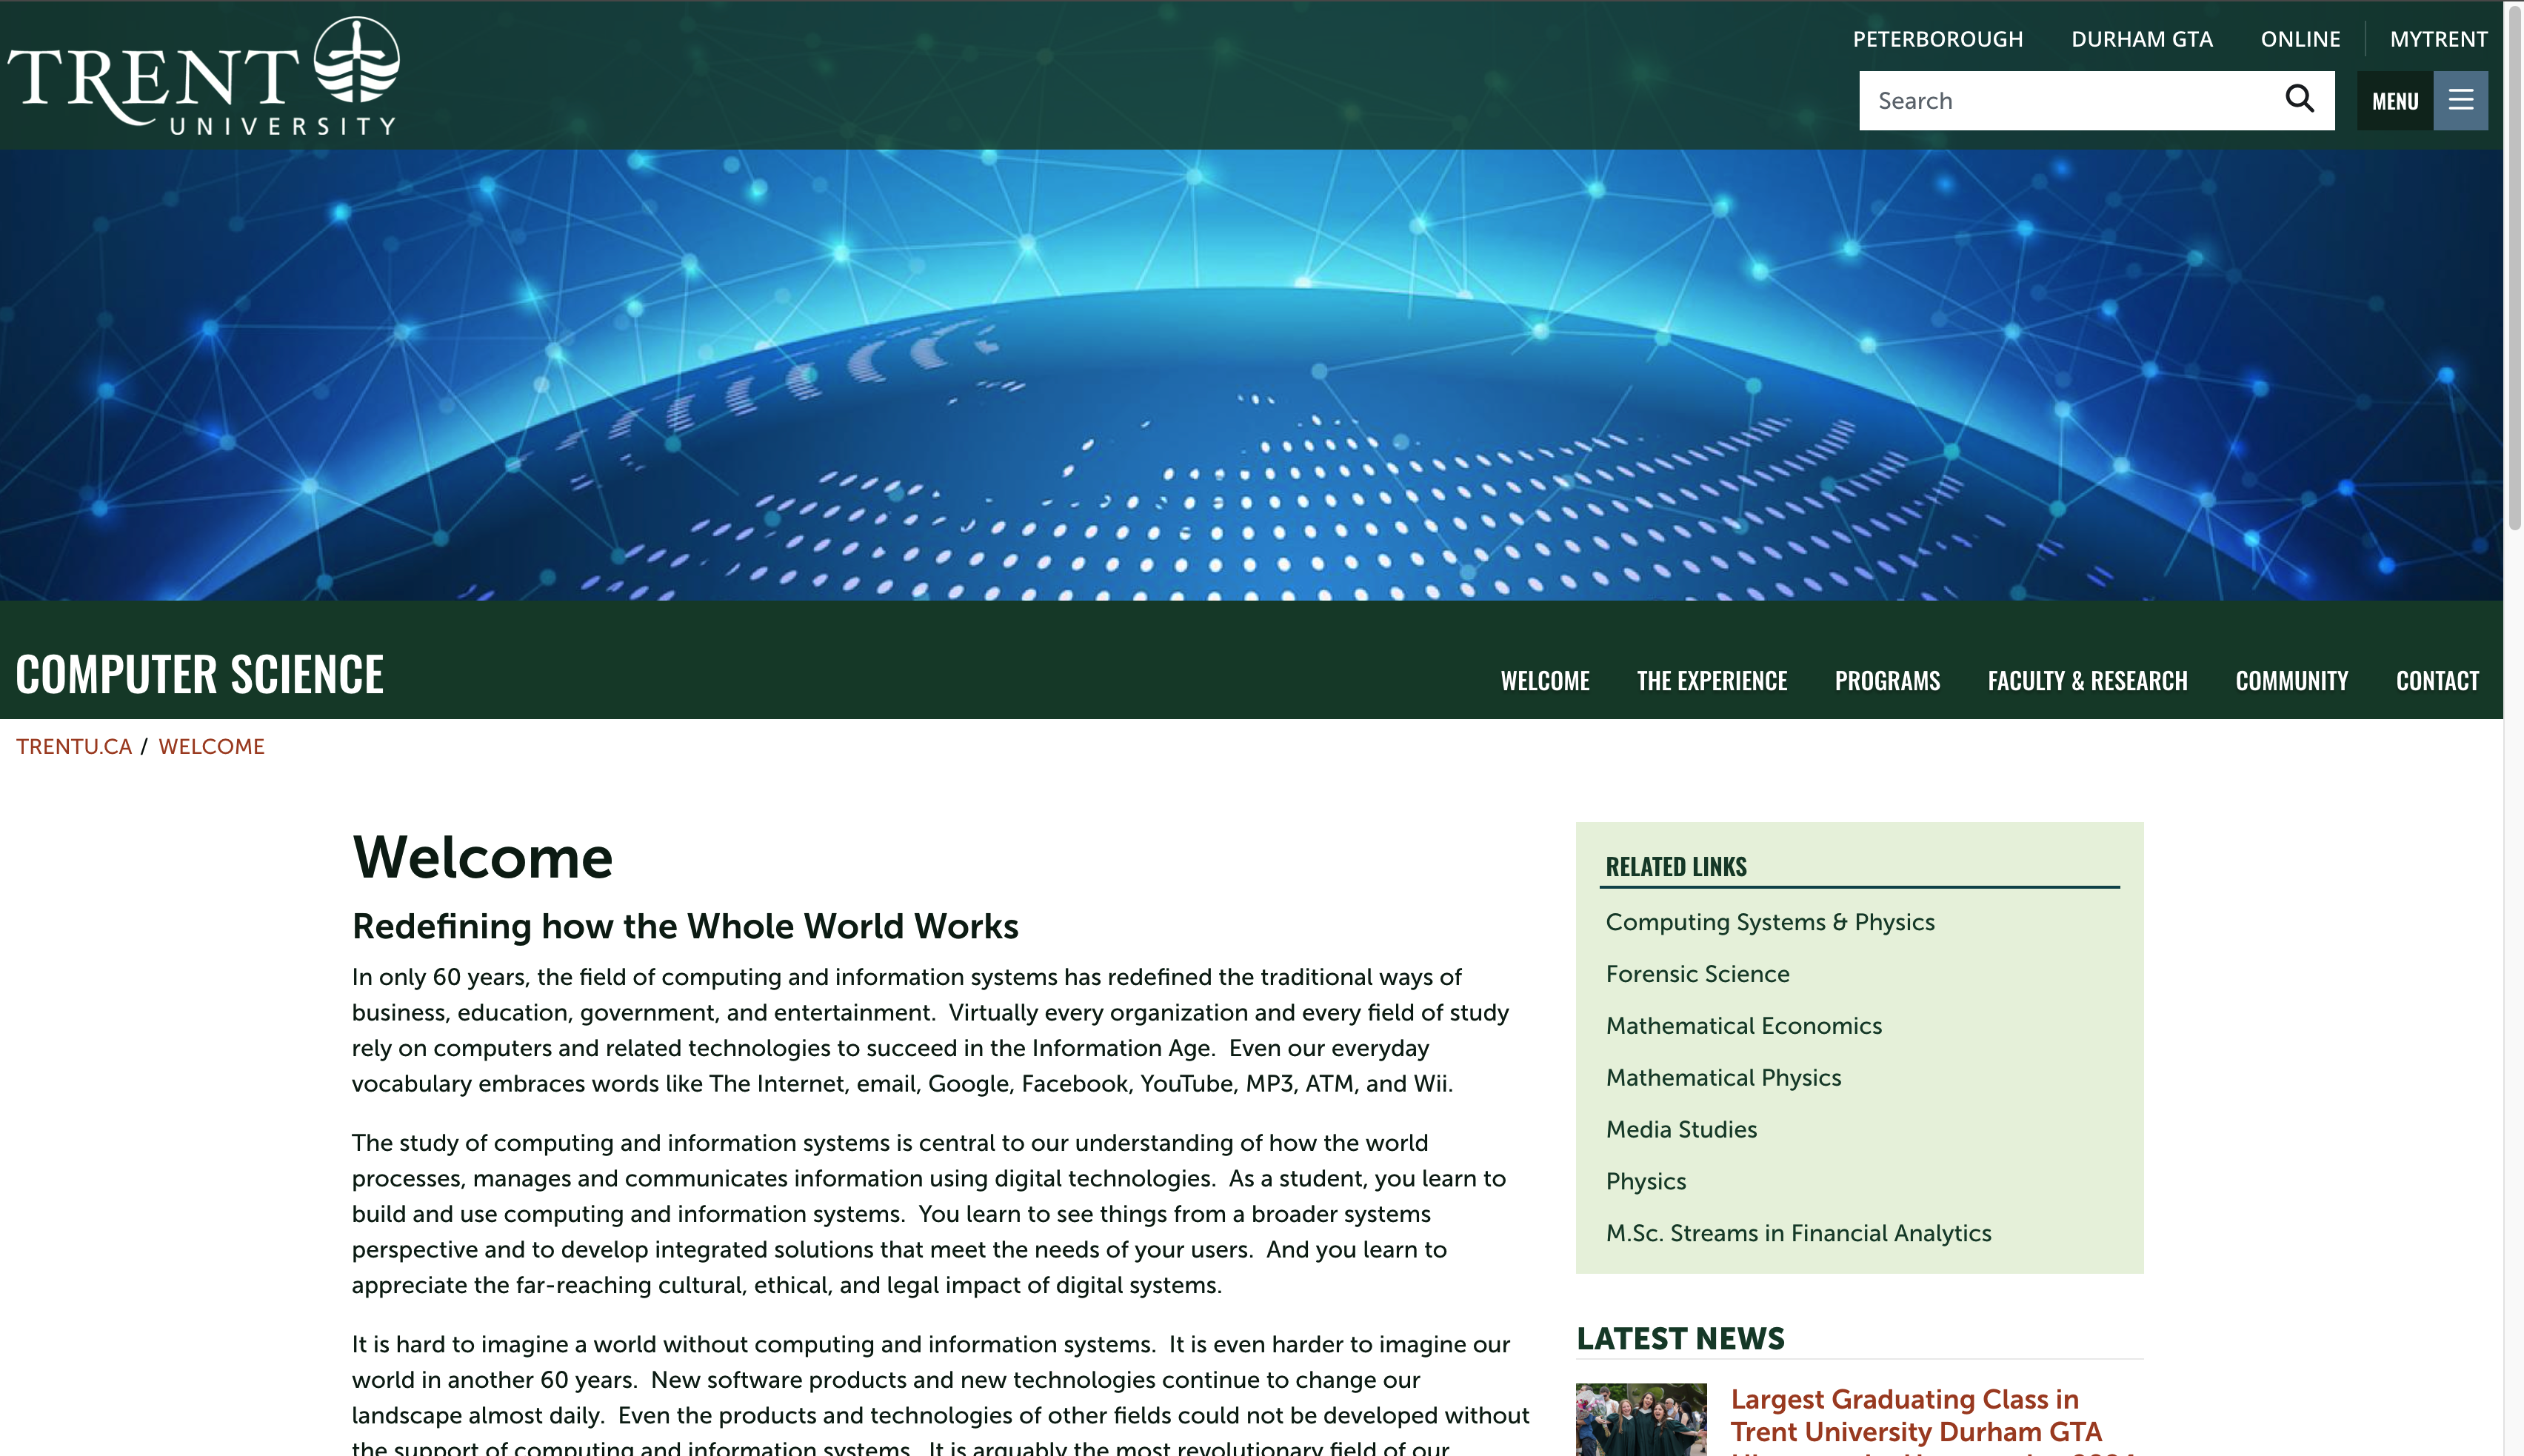 TRENT
UNIVERSITY
PETERBOROUGH DURHAM GTA ONLINE MYTRENT
Search
MENU
COMPUTER SCIENCE
WELCOME THE EXPERIENCE PROGRAMS FACULTY & RESEARCH COMMUNITY CONTACT
TRENTU.CA / WELCOME
Welcome
Redefining how the Whole World Works
In only 60 years, the field of computing and information systems has redefined the traditional ways of
business, education, government, and entertainment.  Virtually every organization and every field of study
rely on computers and related technologies to succeed in the Information Age.  Even our everyday
vocabulary embraces words like The Internet, email, Google, Facebook, YouTube, MP3, ATM, and Wii.
The study of computing and information systems is central to our understanding of how the world
processes, manages and communicates information using digital technologies.  As a student, you learn to
build and use computing and information systems.  You learn to see things from a broader systems
perspective and to develop integrated solutions that meet the needs of your users.  And you learn to
appreciate the far-reaching cultural, ethical, and legal impact of digital systems.
It is hard to imagine a world without computing and information systems.  It is even harder to imagine our
world in another 60 years.  New software products and new technologies continue to change our
landscape almost daily.  Even the products and technologies of other fields could not be developed without
the support of computing and information systems.  It is arguably the most revolutionary field of our
RELATED LINKS
Computing Systems & Physics
Forensic Science
Mathematical Economics
Mathematical Physics
Media Studies
Physics
M.Sc. Streams in Financial Analytics
LATEST NEWS
Largest Graduating Class in
Trent University Durham GTA